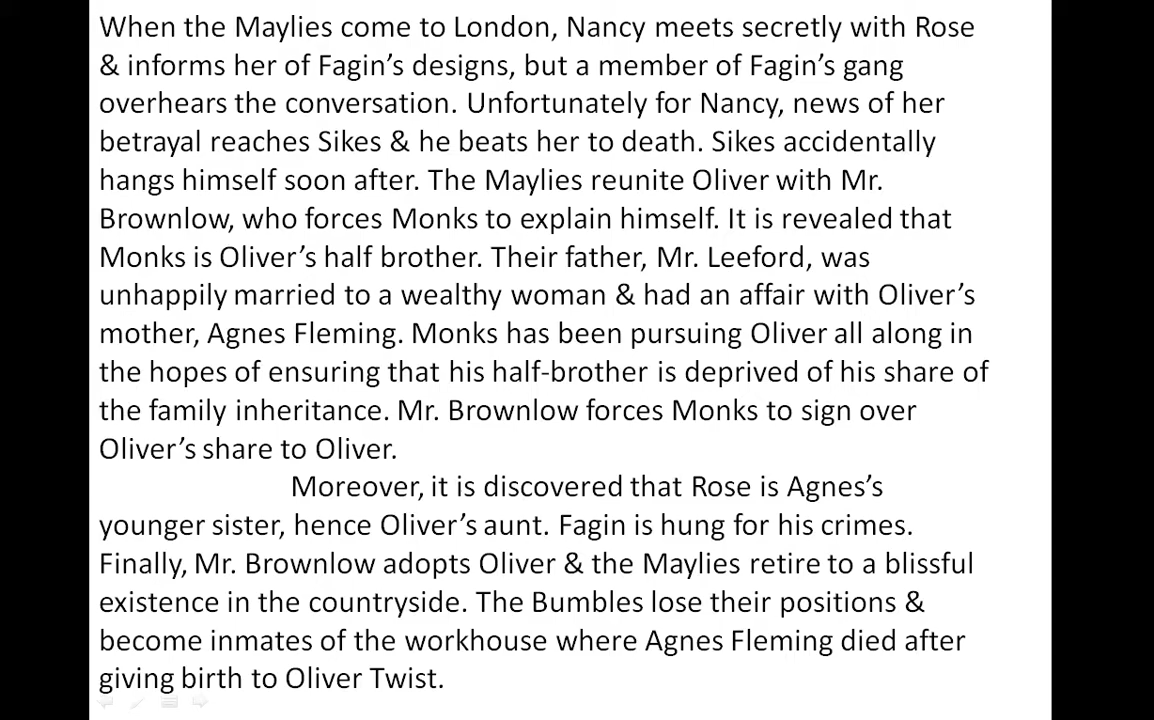 When the Maylies come to London, Nancy meets secretly with Rose
& informs her of Fagin’s designs, but a member of Fagin’s gang
overhears the conversation. Unfortunately for Nancy, news of her
betrayal reaches Sikes & he beats her to death. Sikes accidentally
hangs himself soon after. The Maylies reunite Oliver with Mr.
Brownlow, who forces Monks to explain himself. It is revealed that
Monks is Oliver’s half brother. Their father, Mr. Leeford, was
unhappily married to a wealthy woman & had an affair with Oliver’s
mother, Agnes Fleming. Monks has been pursuing Oliver all along in
the hopes of ensuring that his half-brother is deprived of his share of
the family inheritance. Mr. Brownlow forces Monks to sign over
Oliver’s share to Oliver.
Moreover, it is discovered that Rose is Agnes’s
younger sister, hence Oliver’s aunt. Fagin is hung for his crimes.
Finally, Mr. Brownlow adopts Oliver & the Maylies retire to a blissful
existence in the countryside. The Bumbles lose their positions &
become inmates of the workhouse where Agnes Fleming died after
giving birth to Oliver Twist.